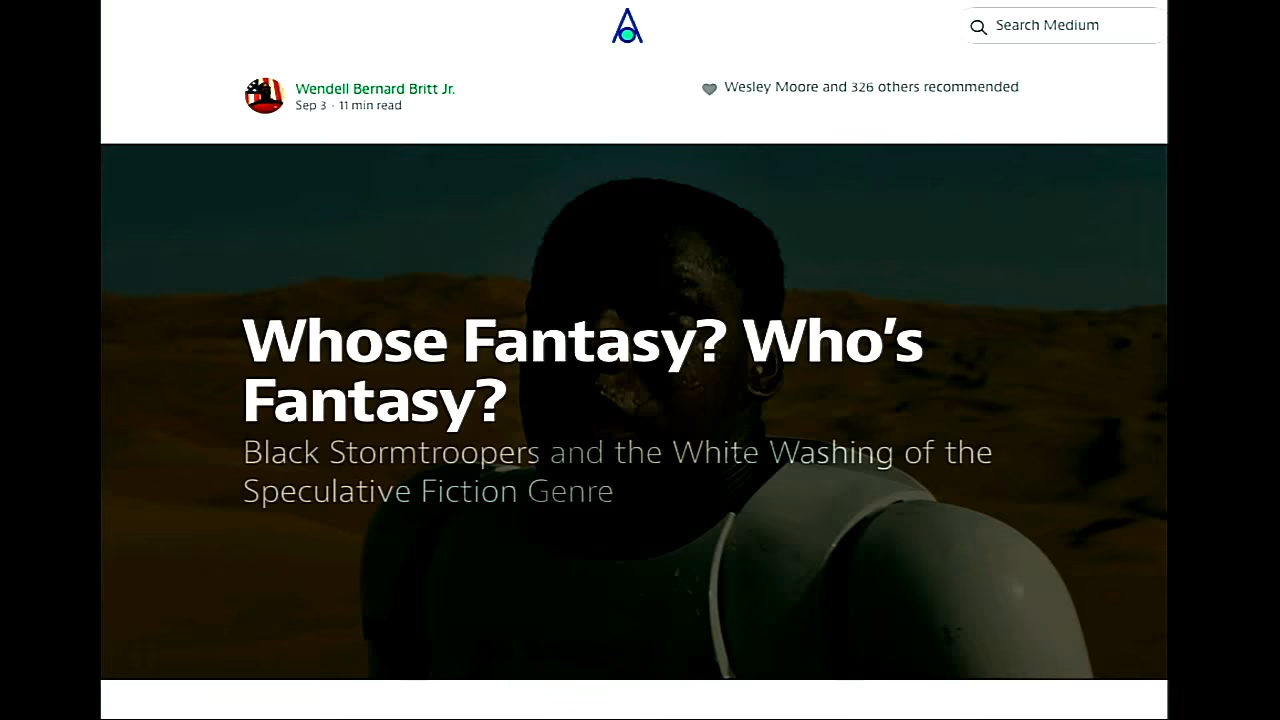 Search Medium
Wendell Bernard Britt Jr.
Sep 3 · 11 min read
Wesley Moore and 326 others recommended
Whose Fantasy? Who's
Fantasy?
Black Stormtroopers and the White Washing of the
Speculative Fiction Genre